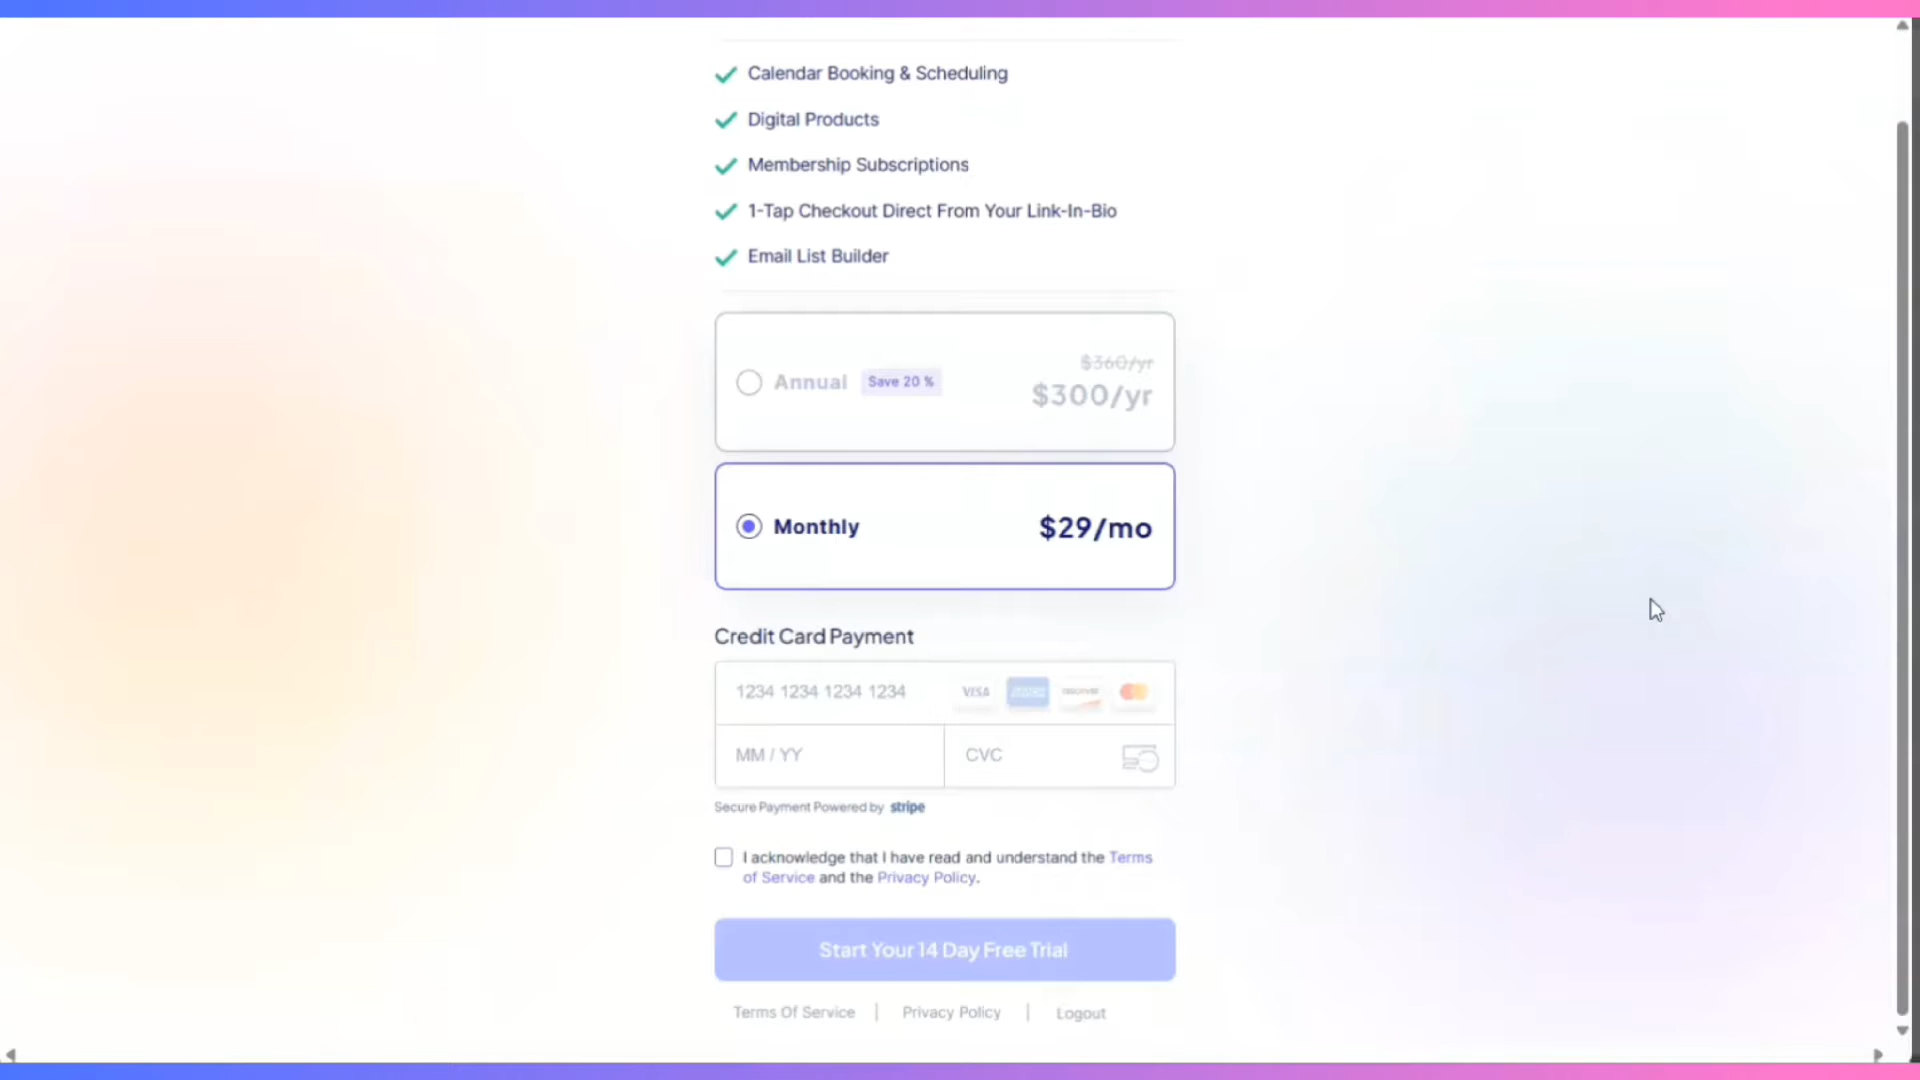 Calendar Booking & Scheduling
Digital Products
Membership Subscriptions
1-Tap Checkout Direct From Your Link-In-Bio
Email List Builder
$360/yr
Annual Save 20 % $300/yr
Monthly $29/mo
Credit Card Payment
1234 1234 1234 1234 VISA DISCOVER
MM / YY CVC
Secure Payment Powered by stripe
I acknowledge that I have read and understand the Terms
of Service and the Privacy Policy.
Start Your 14 Day Free Trial
Terms Of Service | Privacy Policy | Logout